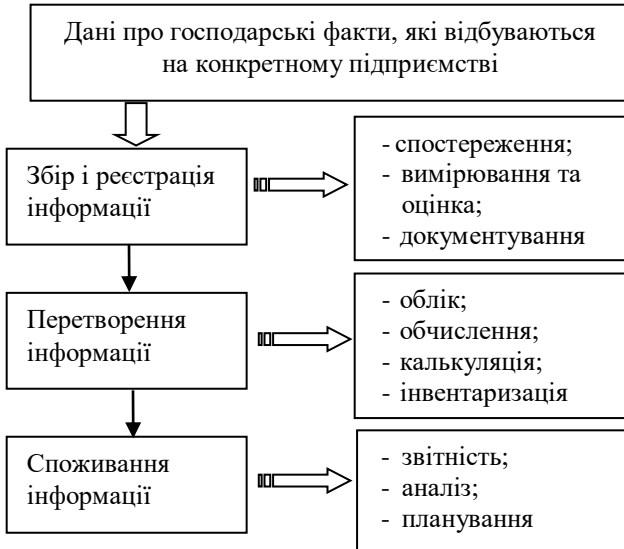 Дані про господарські факти, які відбуваються
на конкретному підприємстві
Збір і реєстрація
інформації
- спостереження;
- вимірювання та
оцінка;
- документування
Перетворення
інформації
- облік;
- обчислення;
- калькуляція;
- інвентаризація
Споживання
інформації
- звітність;
- аналіз;
- планування